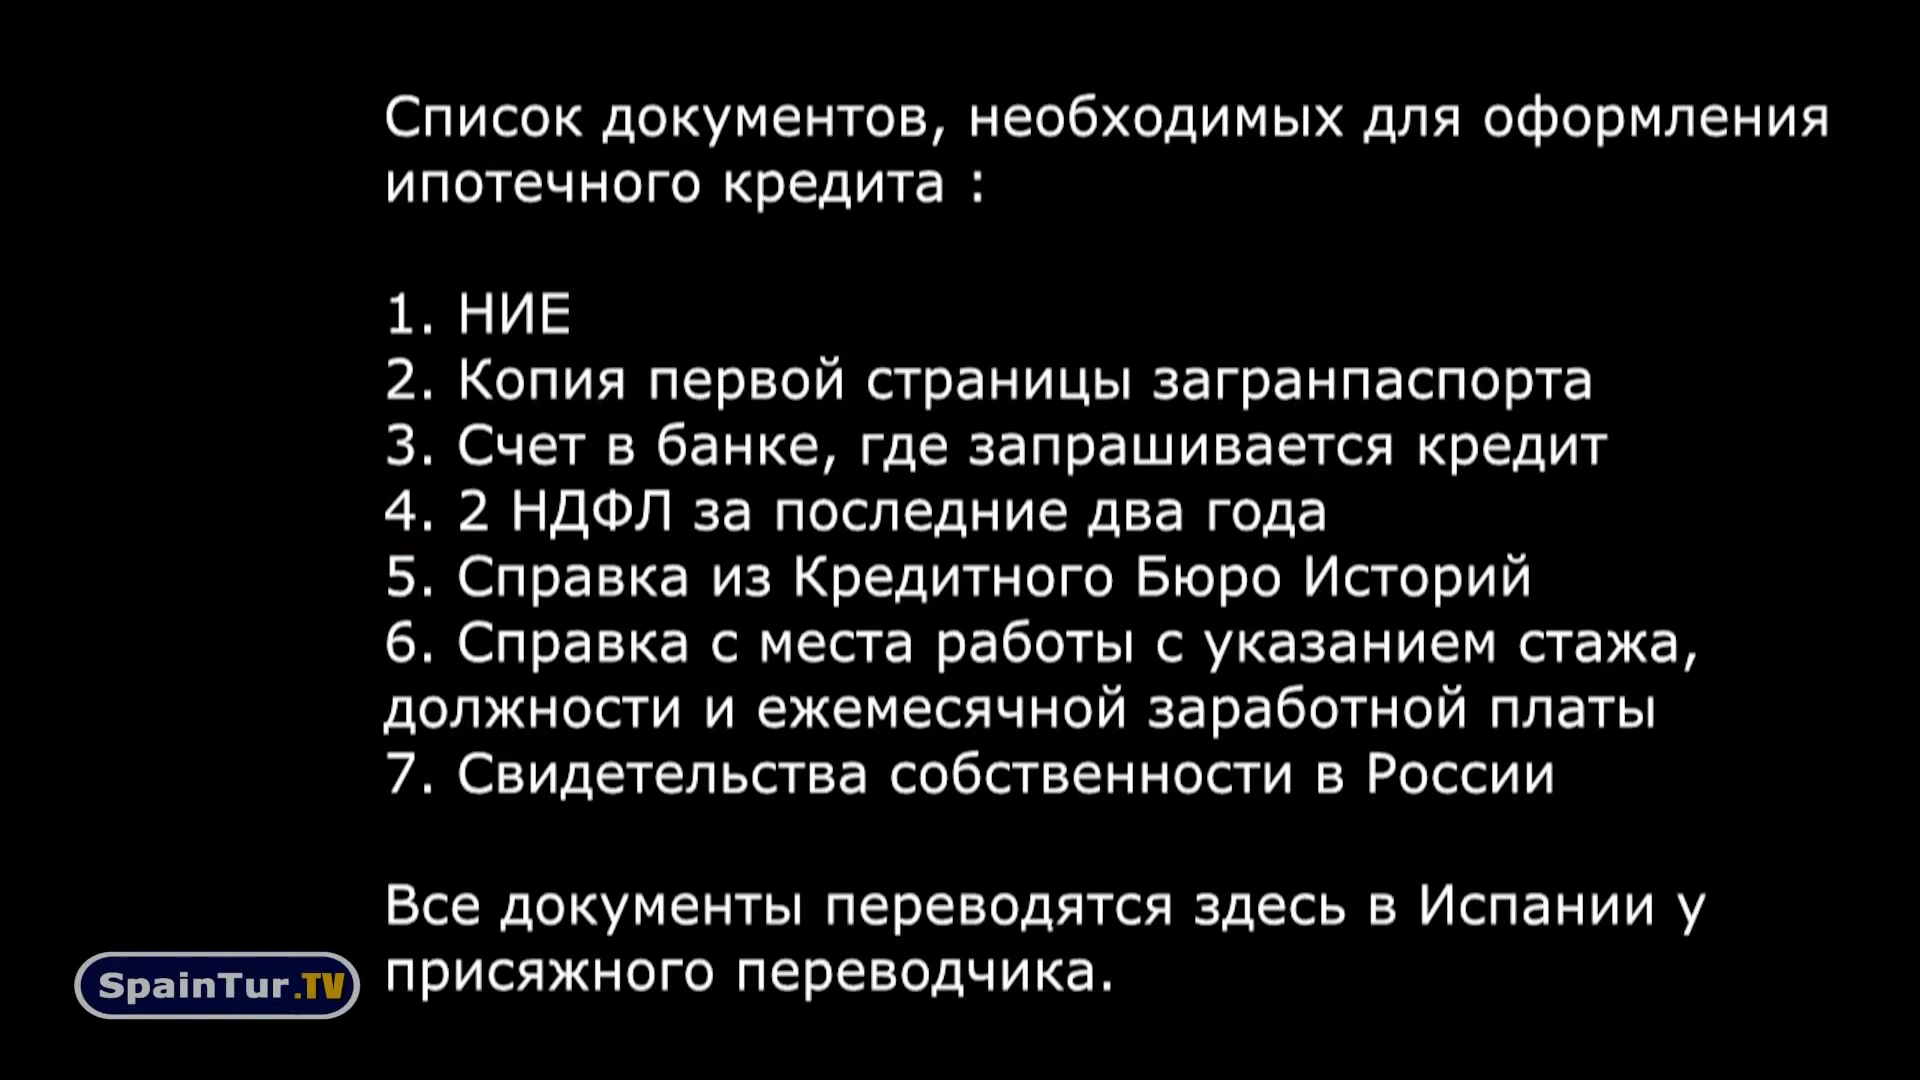 Список документов, необходимых для оформления
ипотечного кредита :
1. НИЕ
2. Копия первой страницы загранпаспорта
3. Счет в банке, где запрашивается кредит
4. 2 НДФЛ за последние два года
5. Справка из Кредитного Бюро Историй
6. Справка с места работы с указанием стажа,
должности и ежемесячной заработной платы
7. Свидетельства собственности в России
Все документы переводятся здесь в Испании у
присяжного переводчика.
SpainTur.TV